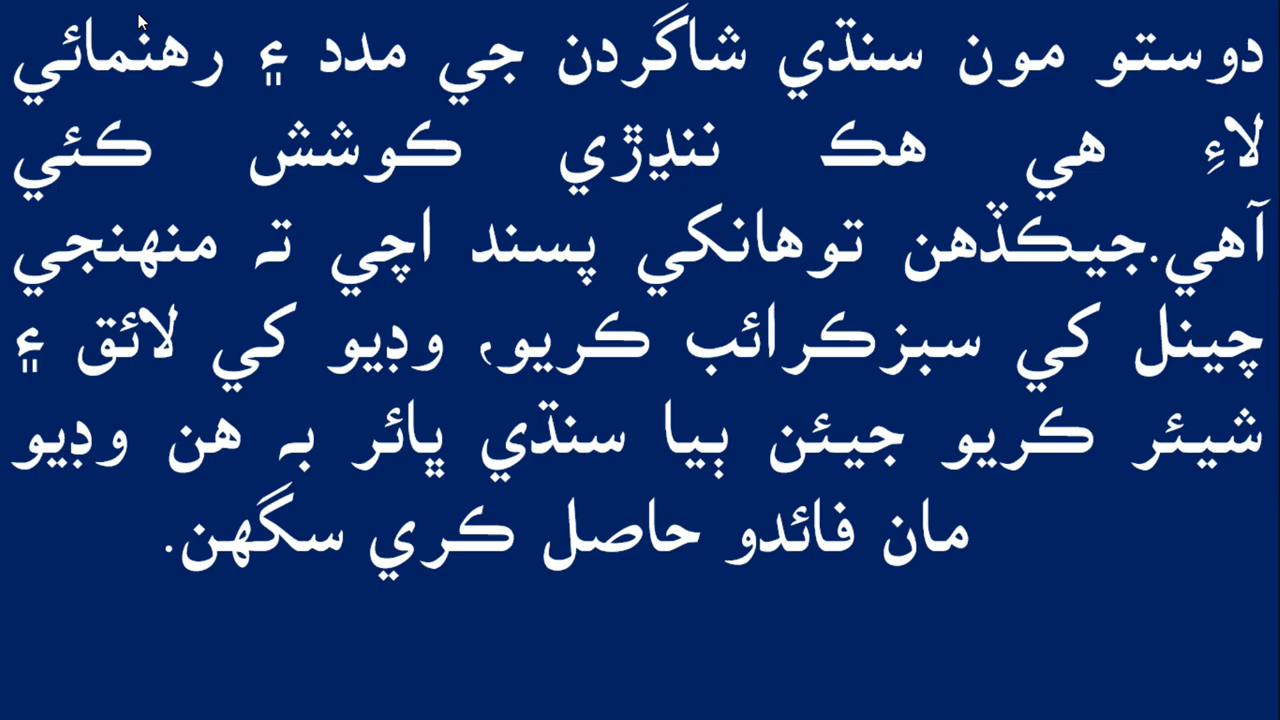 دوستو مون سنڌي شاگردن جي مدد ۽ رهنمائي
لاءِ هي هڪ ننڍڙي ڪوشش ڪئي
آهي.جيڪڏهن توهانکي پسند اچي ته منهنجي
چينل کي سبزڪرائب ڪريو، وڊيو کي لائق ۽
شيئر ڪريو جيئن ٻيا سنڌي ڀائر به هن وڊيو
مان فائدو حاصل ڪري سگهن.